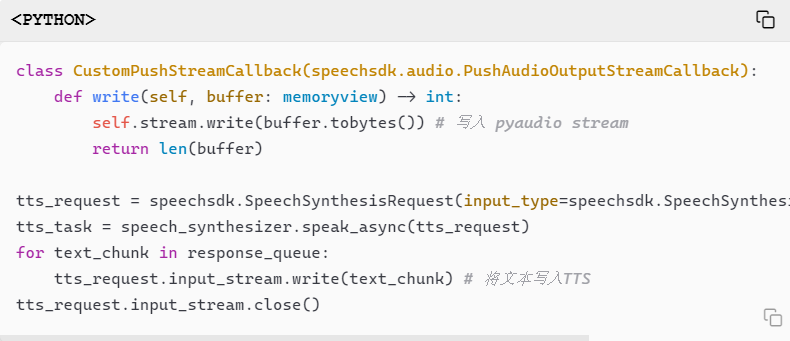 <PYTHON>
class CustomPushStreamCallback(speechsdk.audio.PushAudioOutputStreamCallback):
    def write(self, buffer: memoryview) -> int:
        self.stream.write(buffer.tobytes()) # 写入 pyaudio stream
        return len(buffer)

tts_request = speechsdk.SpeechSynthesisRequest(input_type=speechsdk.SpeechSynthesis
tts_task = speech_synthesizer.speak_async(tts_request)
for text_chunk in response_queue:
    tts_request.input_stream.write(text_chunk) # 将文本写入TTS
tts_request.input_stream.close()